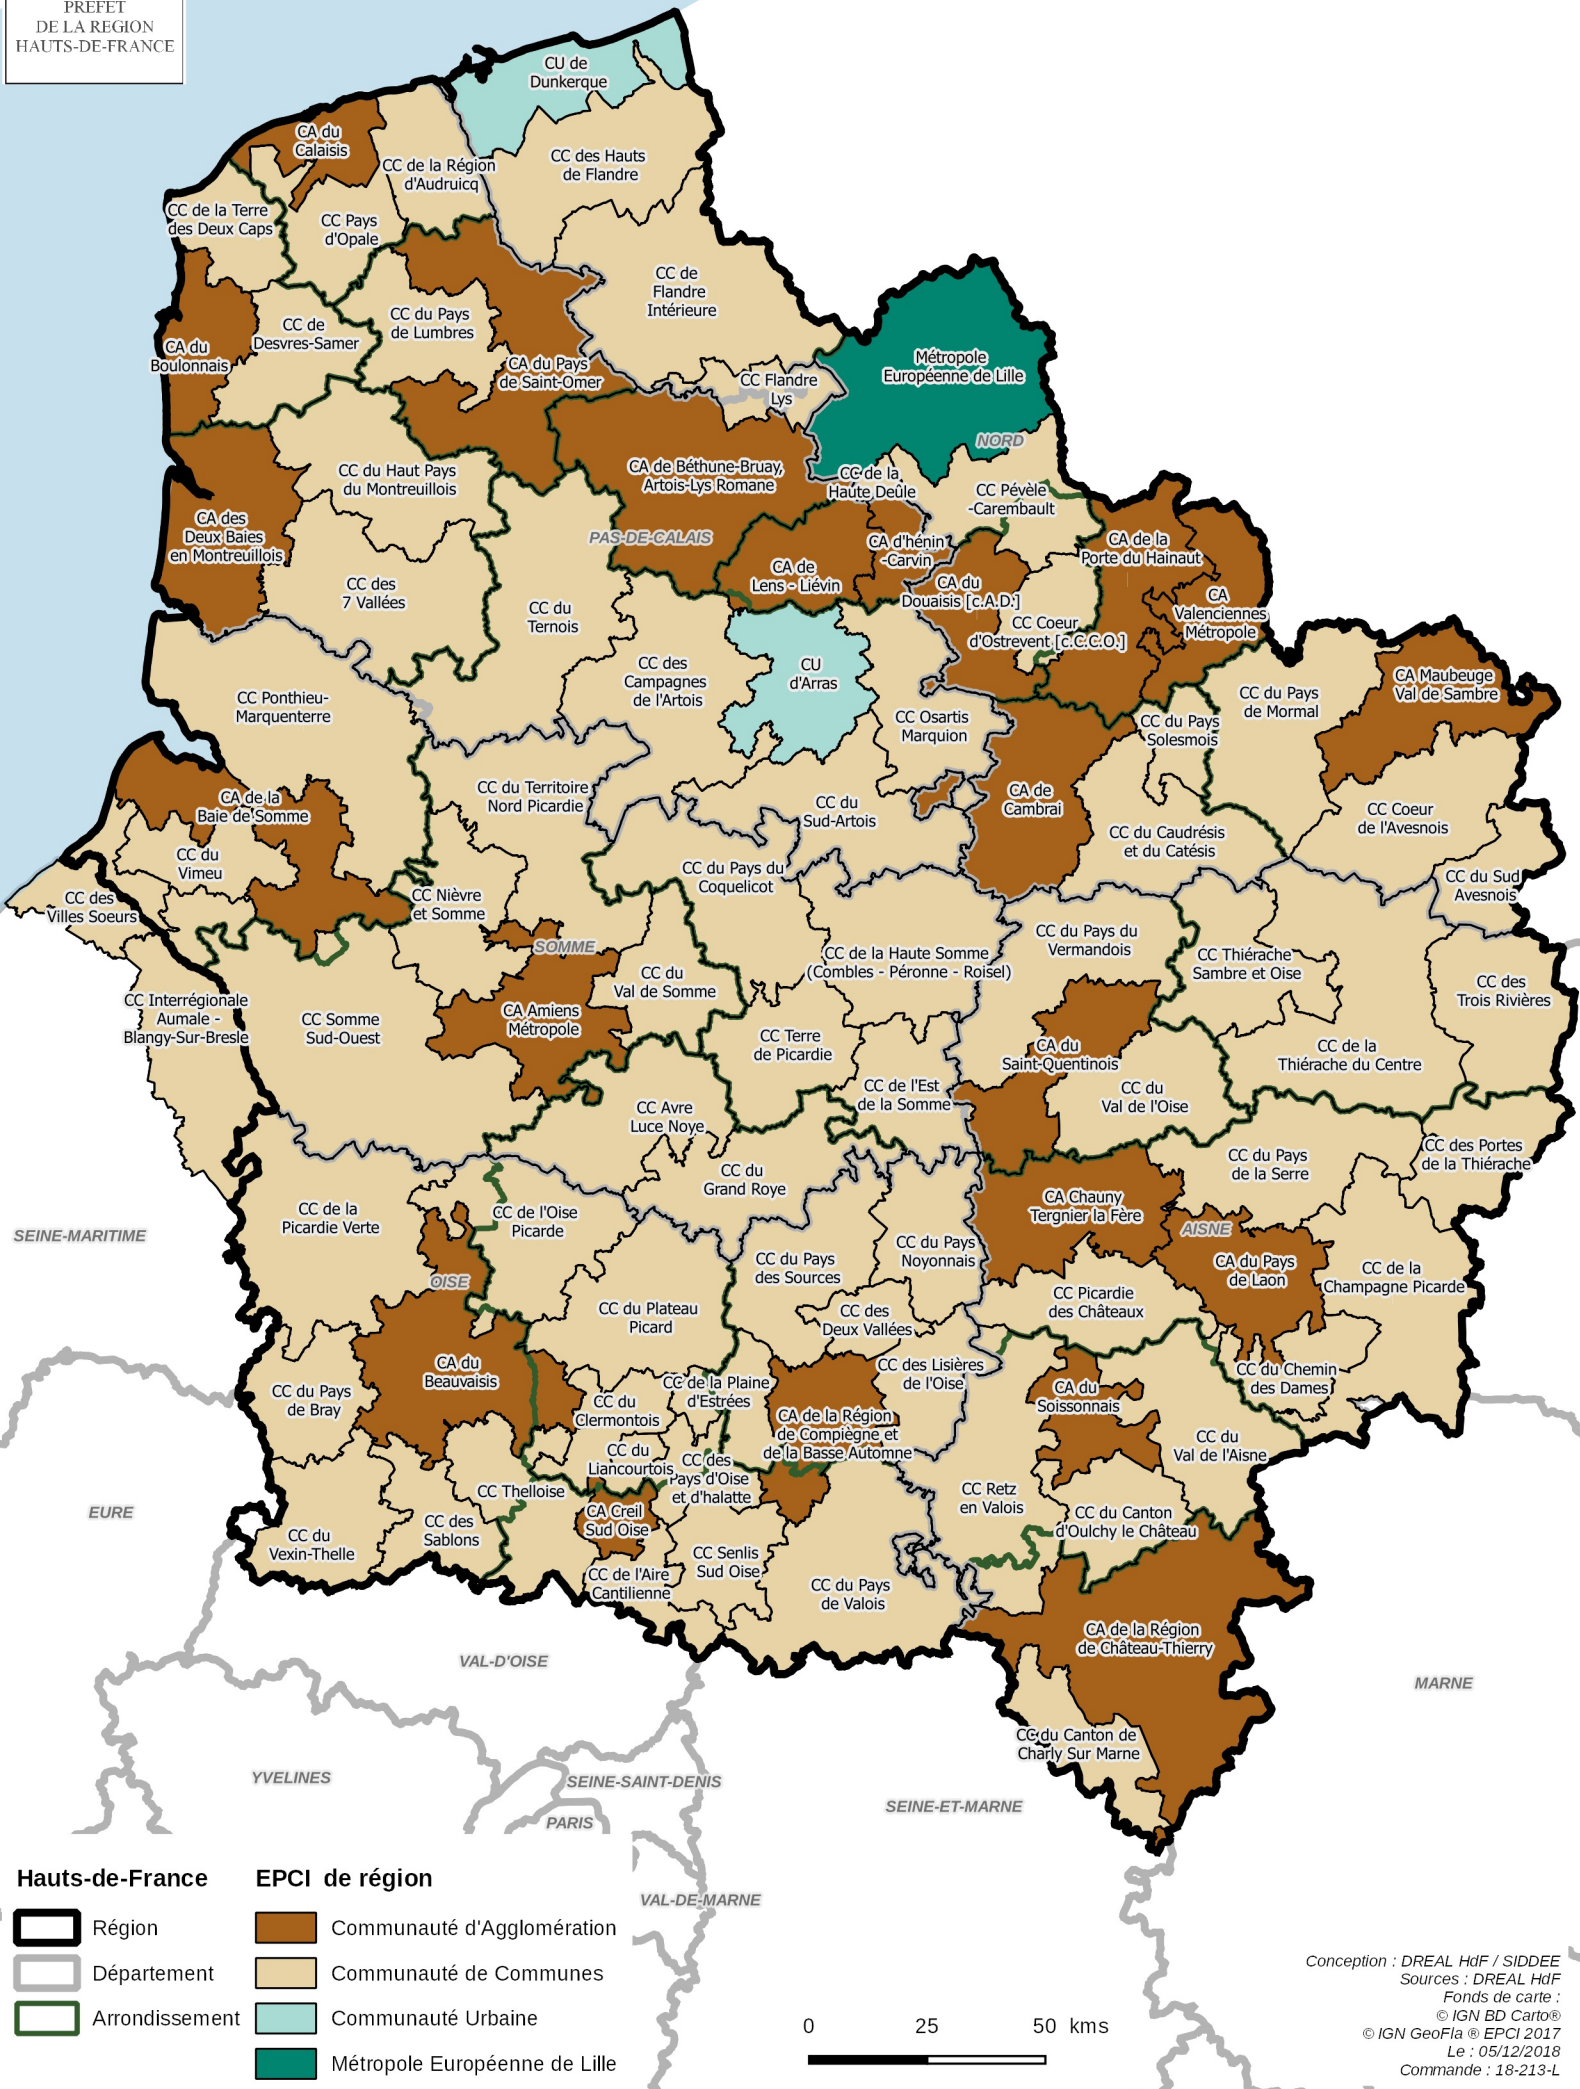 PREFET
DE LA REGION
HAUTS-DE-FRANCE
CU de
Dunkerque
CA du
Calaisis
CC de la Région
d'Audruicq
CC des Hauts
de Flandre
CC de la Terre
des Deux Caps
CC Pays
d'Opale
CC de
Flandre
Intérieure
CC du Pays
de Lumbres
CC de
Desvres-Samer
CA du
Boulonnais
CA du Pays
de Saint-Omer
CC Flandre
Lys
Métropole
Européenne de Lille
NORD
CC du Haut Pays
du Montreuillois
CA de Béthune-Bruay,
Artois-Lys Romane
CC de la
Haute Deûle
CC Pévèle
-Carembault
CA des
Deux Baies
en Montreuillois
PAS-DE-CALAIS
CA d'hénin
-Carvin
CA de la
Porte du Hainaut
CC des
7 Vallées
CC du
Ternois
CA de
Lens - Liévin
CA du
Douaisis [c.A.D.]
CC Coeur
d'Ostrevent [c.C.C.O.]
CA
Valenciennes
Métropole
CC des
Campagnes
de l'Artois
CU
d'Arras
CC Ponthieu-
Marquenterre
CC Osartis
Marquion
CC du Pays
Solesmois
CC du Pays
de Mormal
CA Maubeuge
Val de Sambre
CC du Territoire
Nord Picardie
CA de la
Baie de Somme
CC du
Sud-Artois
CA de
Cambrai
CC du Caudrésis
et du Catésis
CC Coeur
de l'Avesnois
CC du
Vimeu
CC du Pays du
Coquelicot
CC du Sud
Avesnois
CC des
Villes Soeurs
CC Nièvre
et Somme
SOMME
CC de la Haute Somme
(Combles - Péronne - Roisel)
CC du Pays du
Vermandois
CC Thiérache
Sambre et Oise
CC des
Trois Rivières
CC du
Val de Somme
CC Interrégionale
Aumale -
Blangy-Sur-Bresle
CC Somme
Sud-Ouest
CA Amiens
Métropole
CC Terre
de Picardie
CA du
Saint-Quentinois
CC de la
Thiérache du Centre
CC de l'Est
de la Somme
CC du
Val de l'Oise
CC Avre
Luce Noye
CC du
Grand Roye
CC du Pays
de la Serre
CC des Portes
de la Thiérache
SEINE-MARITIME
CC de la
Picardie Verte
CC de l'Oise
Picarde
CA Chauny
Tergnier la Fère
AISNE
CC du Pays
des Sources
CC du Pays
Noyonnais
CA du Pays
de Laon
CC de la
Champagne Picarde
OISE
CC du Plateau
Picard
CC des
Deux Vallées
CC Picardie
des Châteaux
CA du
Beauvaisis
CC du Pays
de Bray
CC de la Plaine
d'Estrées
CC des Lisières
de l'Oise
CC du Chemin
des Dames
CC du
Clermontois
CA de la Région
de Compiègne et
de la Basse Automne
CA du
Soissonnais
CC du
Val de l'Aisne
CC du
Liancourtois
CC des
Pays d'Oise
et d'halatte
CC Thelloise
CC Retz
en Valois
EURE
CA Creil
Sud Oise
CC du Canton
d'Oulchy le Château
CC du
Vexin-Thelle
CC des
Sablons
CC Senlis
Sud Oise
CC de l'Aire
Cantilienne
CC du Pays
de Valois
CA de la Région
de Château-Thierry
VAL-D'OISE
MARNE
CC du Canton de
Charly Sur Marne
YVELINES
SEINE-SAINT-DENIS
PARIS
SEINE-ET-MARNE
VAL-DE-MARNE
Hauts-de-France
Région
Département
Arrondissement
EPCI de région
Communauté d'Agglomération
Communauté de Communes
Communauté Urbaine
Métropole Européenne de Lille
0 25 50 kms
Conception : DREAL HdF / SIDDEE
Sources : DREAL HdF
Fonds de carte :
© IGN BD Carto®
© IGN GeoFla ® EPCI 2017
Le : 05/12/2018
Commande : 18-213-L